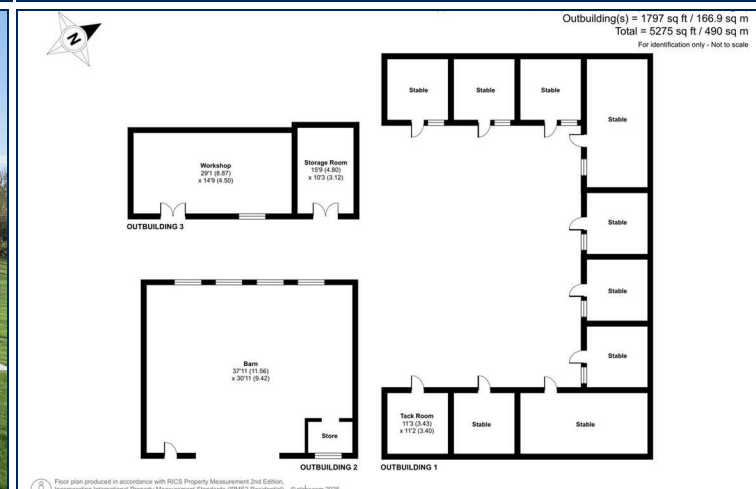 Outbuilding(s) = 1797 sq ft / 166.9 sq m
Total = 5275 sq ft / 490 sq m
For identification only - Not to scale
N
Stable
Stable
Stable
Stable
Workshop
29'1 (8.87)
x 14'9 (4.50)
Storage Room
15'9 (4.80)
x 10'3 (3.12)
OUTBUILDING 3
Stable
Stable
Stable
Barn
37'11 (11.56)
x 30'11 (9.42)
Store
OUTBUILDING 2
Tack Room
11'3 (3.43)
x 11'2 (3.40)
Stable
Stable
OUTBUILDING 1
Floor plan produced in accordance with RICS Property Measurement 2nd Edition,